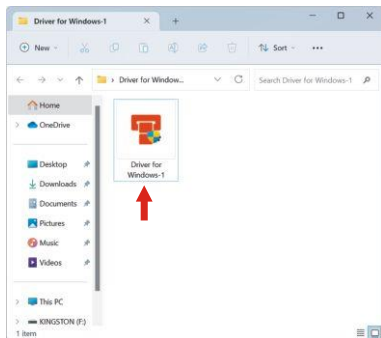 Driver for Windows-1
New
Sort
Driver for Window...
Search Driver for Windows-1
Home
OneDrive
Desktop
Downloads
Documents
Pictures
Music
Videos
This PC
KINGSTON (F:)
1 item
Driver for
Windows-1